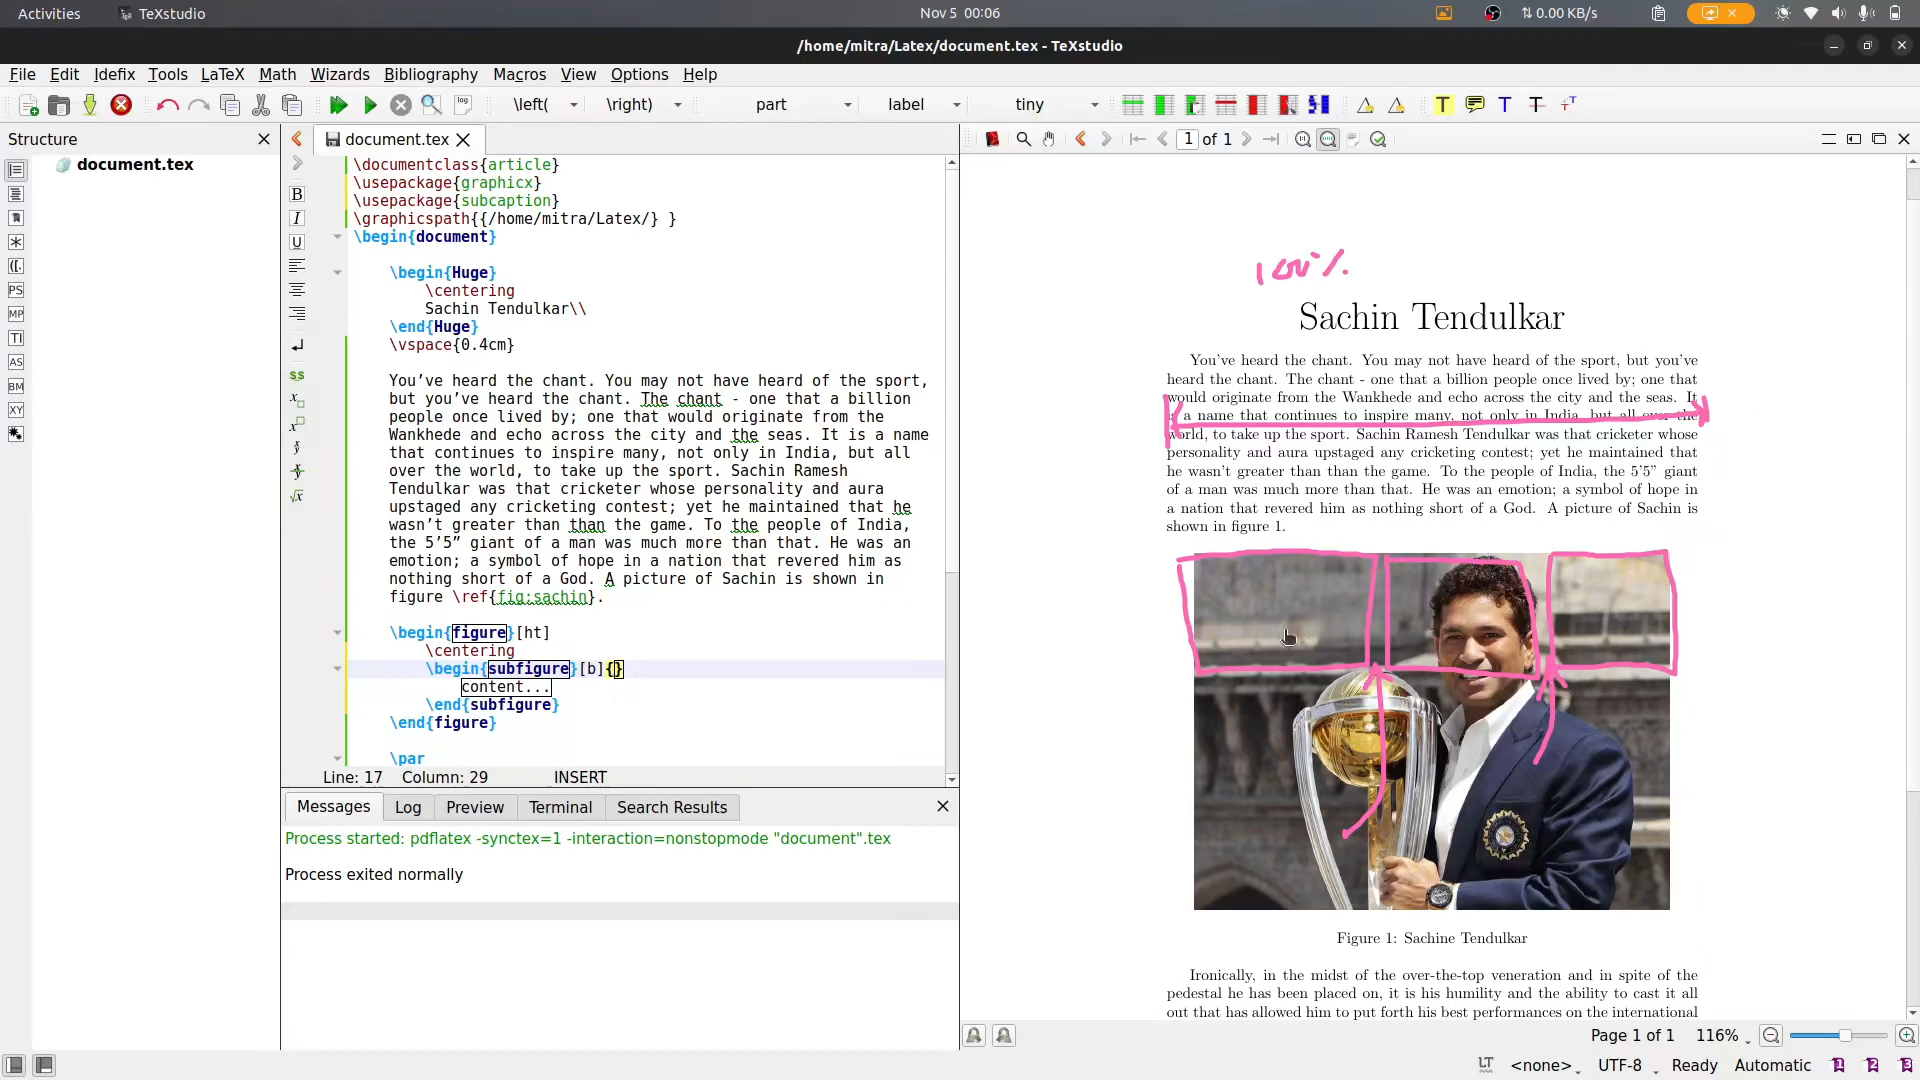 Activities TeXstudio Nov 5 00:06 0.00 KB/s
/home/mitra/Latex/document.tex - TeXstudio
File Edit Idefix Tools LaTeX Math Wizards Bibliography Macros View Options Help
\left( \right) part label tiny
Structure
document.tex
document.tex
1 of 1
\documentclass{article}
\usepackage{graphicx}
\usepackage{subcaption}
\graphicspath{{/home/mitra/Latex/} }
\begin{document}
\begin{Huge}
\centering
Sachin Tendulkar\\
\end{Huge}
\vspace{0.4cm}
You’ve heard the chant. You may not have heard of the sport,
but you’ve heard the chant. The chant - one that a billion
people once lived by; one that would originate from the
Wankhede and echo across the city and the seas. It is a name
that continues to inspire many, not only in India, but all
over the world, to take up the sport. Sachin Ramesh
Tendulkar was that cricketer whose personality and aura
upstaged any cricketing contest; yet he maintained that he
wasn’t greater than than the game. To the people of India,
the 5’5” giant of a man was much more than that. He was an
emotion; a symbol of hope in a nation that revered him as
nothing short of a God. A picture of Sachin is shown in
figure \ref{fig:sachin}.
\begin{figure}[ht]
\centering
\begin{subfigure}[b]{}
content...
\end{subfigure}
\end{figure}
\par
Line: 17 Column: 29 INSERT
Messages Log Preview Terminal Search Results
Process started: pdflatex -synctex=1 -interaction=nonstopmode "document".tex
Process exited normally
100%
Sachin Tendulkar
You’ve heard the chant. You may not have heard of the sport, but you’ve
heard the chant. The chant - one that a billion people once lived by; one that
would originate from the Wankhede and echo across the city and the seas. It
a name that continues to inspire many, not only in India, but all over the
world, to take up the sport. Sachin Ramesh Tendulkar was that cricketer whose
personality and aura upstaged any cricketing contest; yet he maintained that
he wasn’t greater than than the game. To the people of India, the 5’5” giant
of a man was much more than that. He was an emotion; a symbol of hope in
a nation that revered him as nothing short of a God. A picture of Sachin is
shown in figure 1.
Figure 1: Sachine Tendulkar
Ironically, in the midst of the over-the-top veneration and in spite of the
pedestal he has been placed on, it is his humility and the ability to cast it all
out that has allowed him to put forth his best performances on the international
Page 1 of 1 116%
<none> UTF-8 Ready Automatic